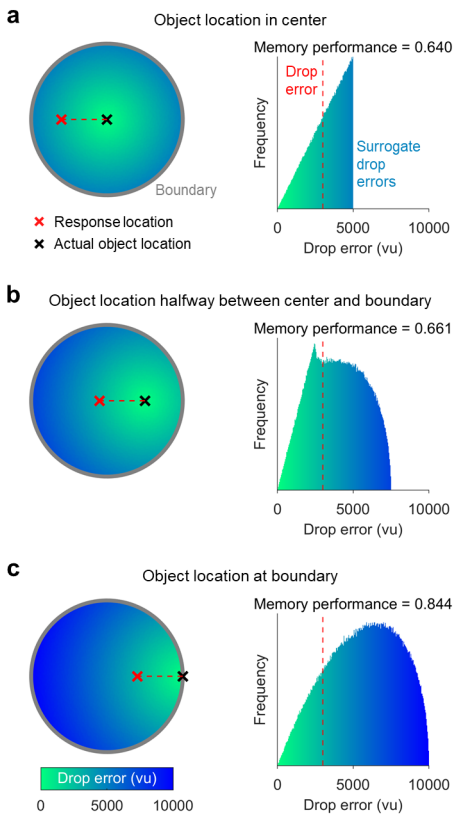 a
Object location in center
Memory performance = 0.640
Drop
error
Surrogate
drop
errors
Frequency
Boundary
0
5000
10000
Drop error (vu)
Response location
Actual object location
b
Object location halfway between center and boundary
Memory performance = 0.661
Frequency
0
5000
10000
Drop error (vu)
c
Object location at boundary
Memory performance = 0.844
Frequency
0
5000
10000
Drop error (vu)
Drop error (vu)
0
5000
10000